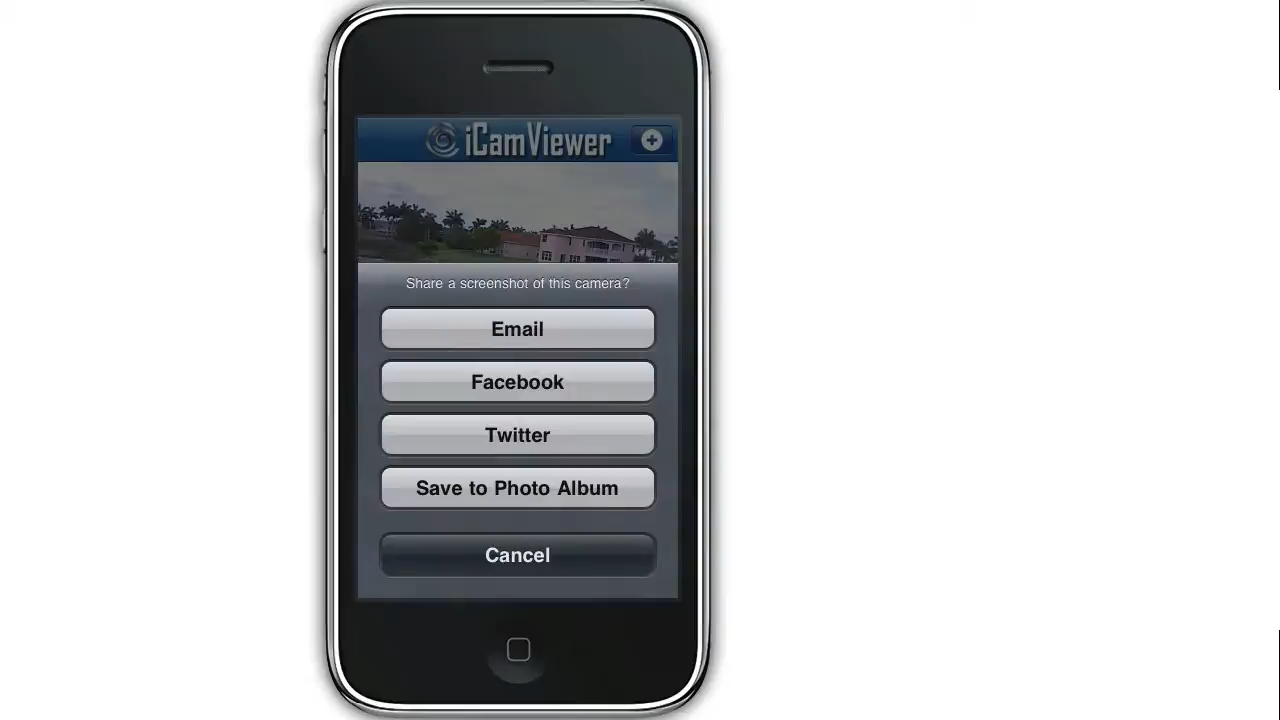 iCamViewer
Share a screenshot of this camera?
Email
Facebook
Twitter
Save to Photo Album
Cancel